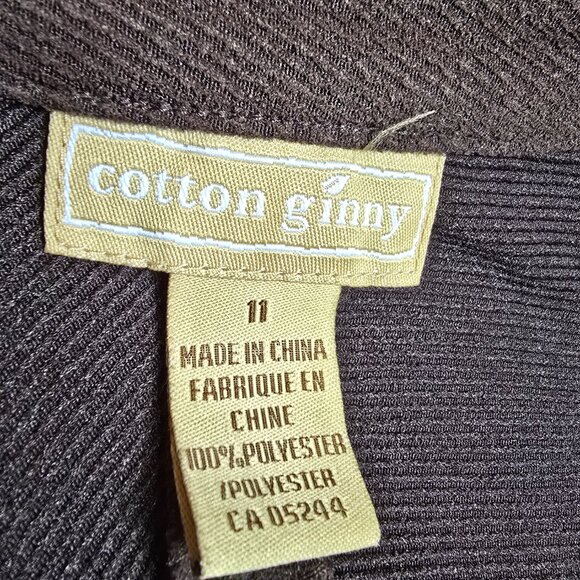 cotton ginny
11
MADE IN CHINA
FABRIQUE EN
CHINE
100%POLYESTER
/POLYESTER
CA 05244